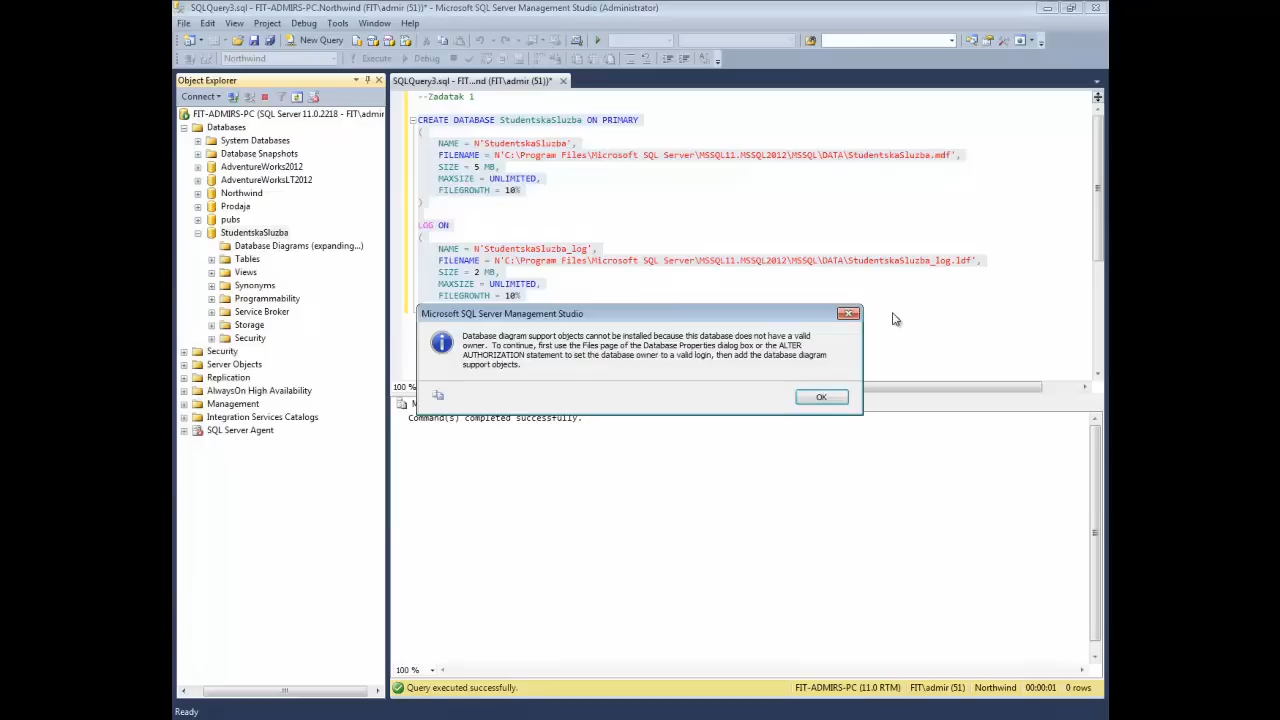 SQLQuery3.sql - FIT-ADMIRS-PC.Northwind (FIT\admir (51))* - Microsoft SQL Server Management Studio (Administrator)
File Edit View Project Debug Tools Window Help
New Query
Northwind Execute Debug
Object Explorer
SQLQuery3.sql - FIT...nd (FIT\admir (51))*
Connect
FIT-ADMIRS-PC (SQL Server 11.0.2218 - FIT\admir
Databases
System Databases
Database Snapshots
AdventureWorks2012
AdventureWorksLT2012
Northwind
Prodaja
pubs
StudentskaSluzba
Database Diagrams (expanding...)
Tables
Views
Synonyms
Programmability
Service Broker
Storage
Security
Security
Server Objects
Replication
AlwaysOn High Availability
Management
Integration Services Catalogs
SQL Server Agent
--Zadatak 1
CREATE DATABASE StudentskaSluzba ON PRIMARY
(
NAME = N'StudentskaSluzba',
FILENAME = N'C:\Program Files\Microsoft SQL Server\MSSQL11.MSSQL2012\MSSQL\DATA\StudentskaSluzba.mdf',
SIZE = 5 MB,
MAXSIZE = UNLIMITED,
FILEGROWTH = 10%
)
LOG ON
(
NAME = N'StudentskaSluzba_log',
FILENAME = N'C:\Program Files\Microsoft SQL Server\MSSQL11.MSSQL2012\MSSQL\DATA\StudentskaSluzba_log.ldf',
SIZE = 2 MB,
MAXSIZE = UNLIMITED,
FILEGROWTH = 10%
Microsoft SQL Server Management Studio
Database diagram support objects cannot be installed because this database does not have a valid
owner. To continue, first use the Files page of the Database Properties dialog box or the ALTER
AUTHORIZATION statement to set the database owner to a valid login, then add the database diagram
support objects.
OK
100 %
Command(s) completed successfully.
100 %
Query executed successfully. FIT-ADMIRS-PC (11.0 RTM) FIT\admir (51) Northwind 00:00:01 0 rows
Ready